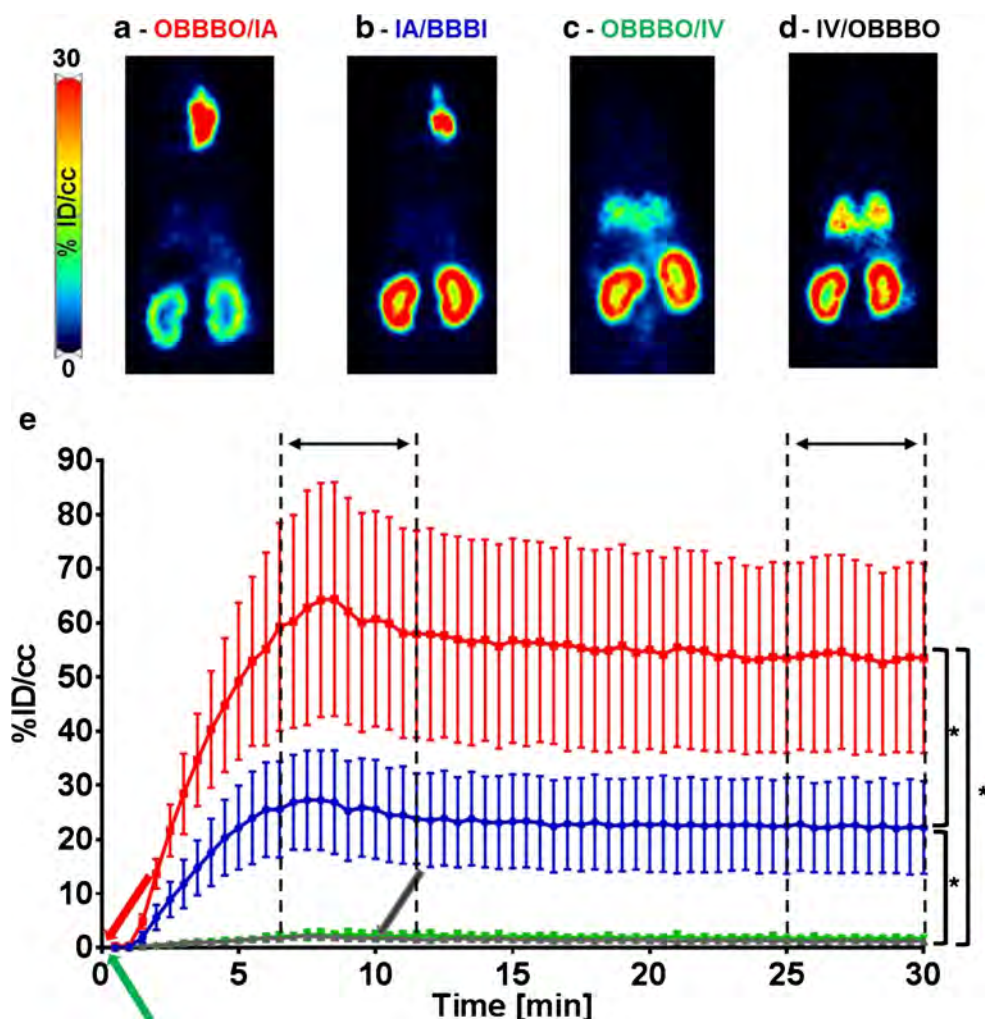 a - OBBBO/IA
b - IA/BBBI
c - OBBBO/IV
d - IV/OBBBO
30
% ID/cc
0
e
90
80
70
60
50
40
30
20
10
0
%ID/cc
*
*
*
0
5
10
15
20
25
30
Time [min]